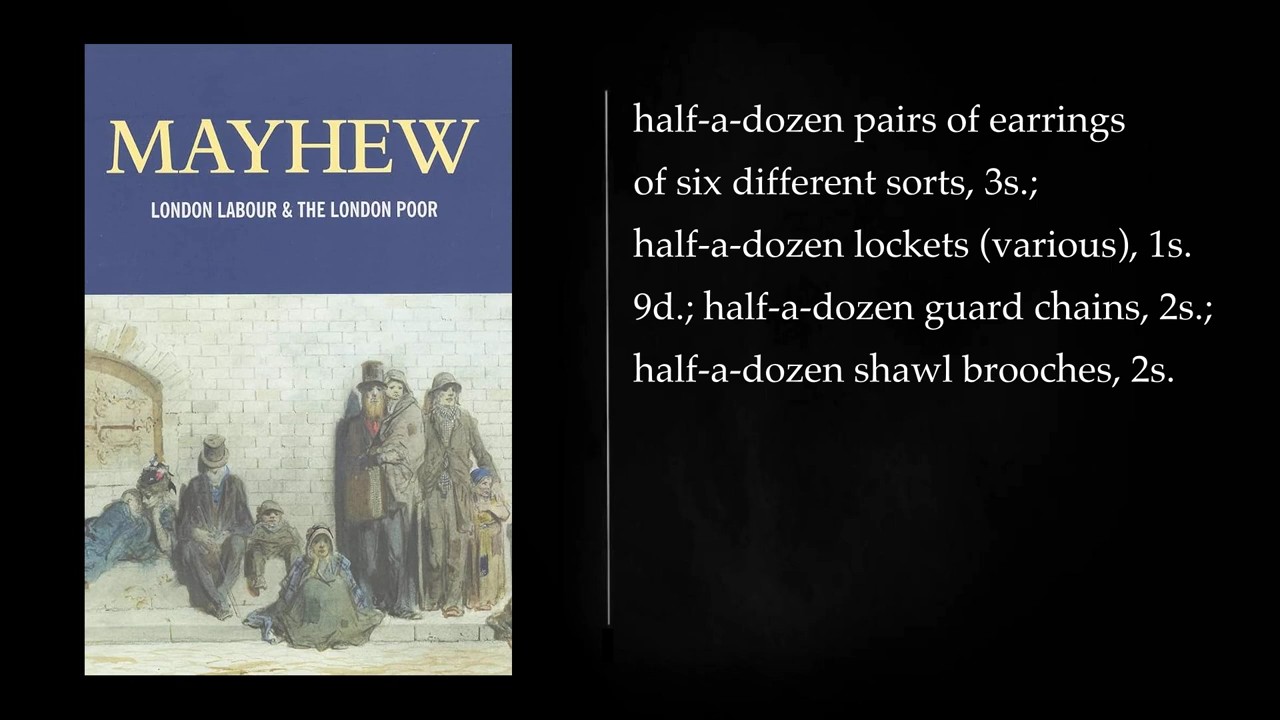 MAYHEW
LONDON LABOUR & THE LONDON POOR
half-a-dozen pairs of earrings
of six different sorts, 3s.;
half-a-dozen lockets (various), 1s.
9d.; half-a-dozen guard chains, 2s.;
half-a-dozen shawl brooches, 2s.